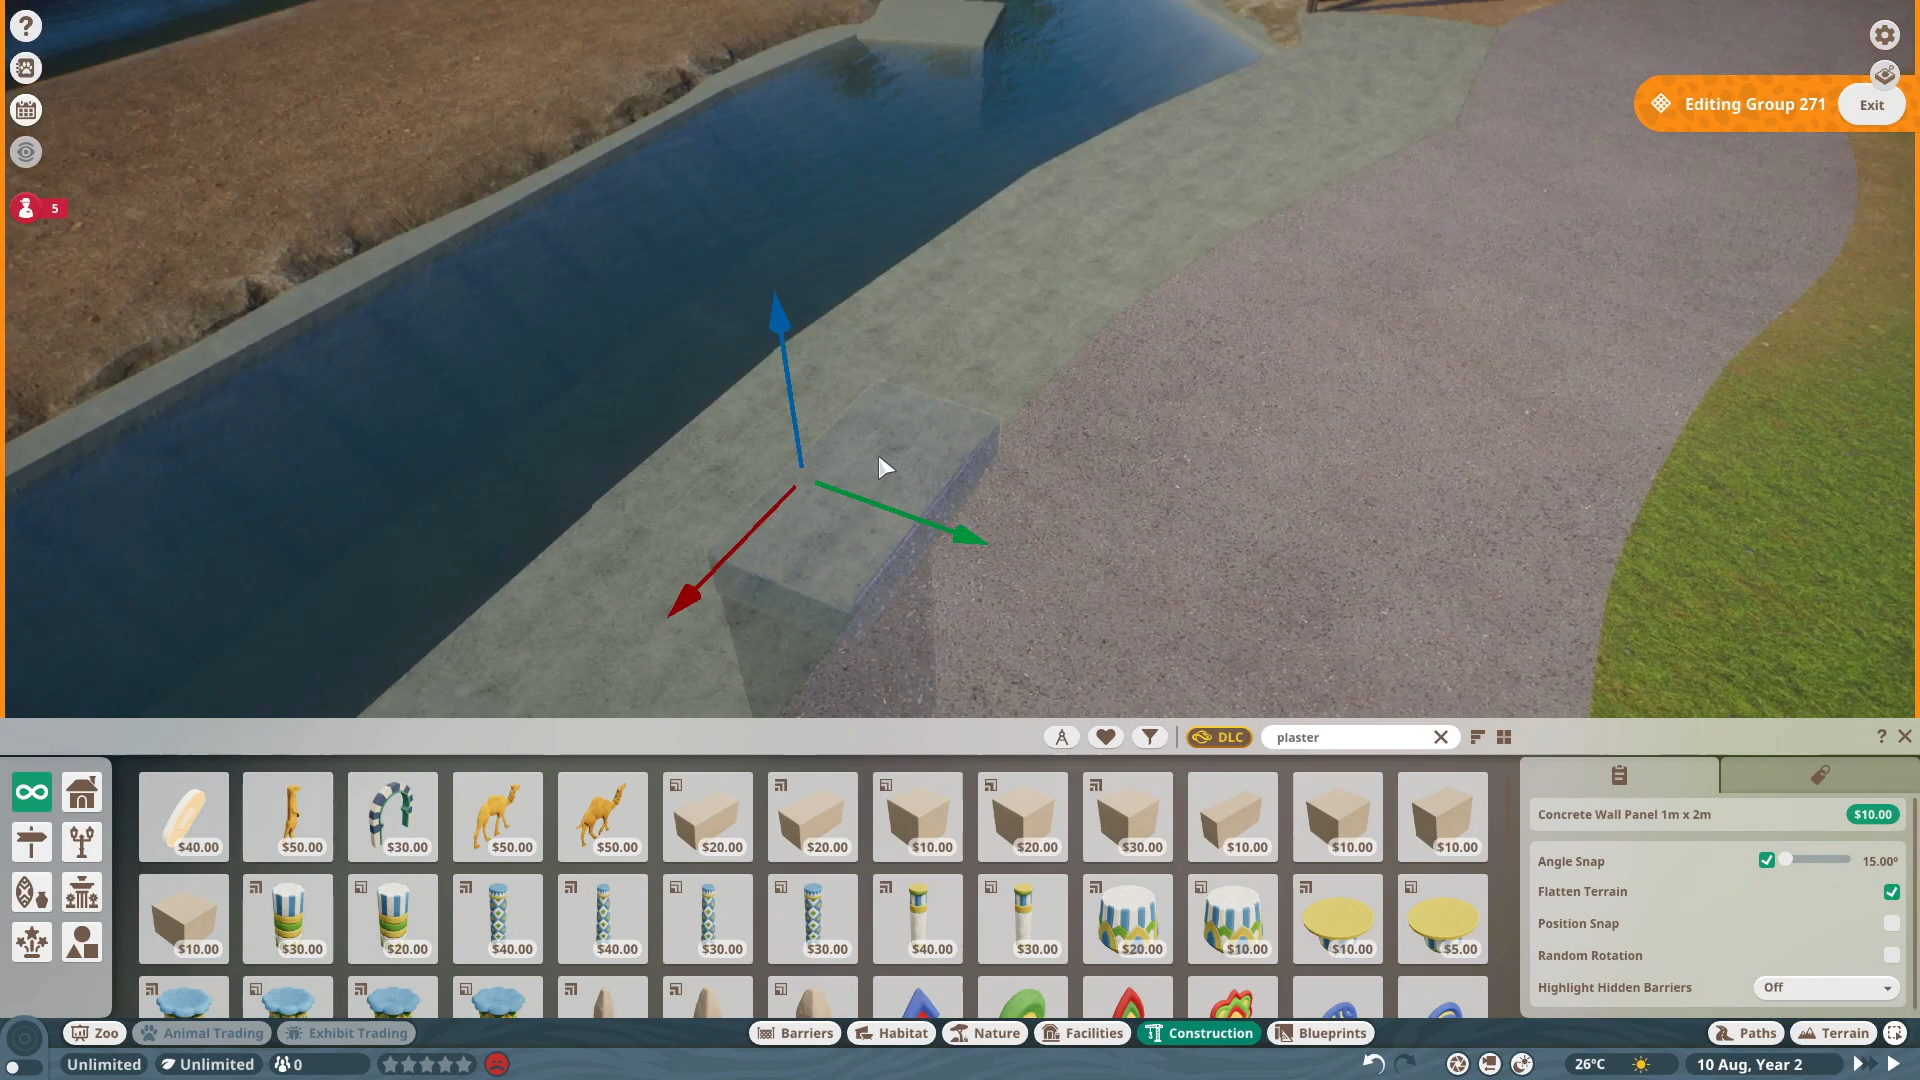 Editing Group 271
Exit
5
DLC
plaster
?
$40.00
$50.00
$30.00
$50.00
$50.00
$20.00
$20.00
$10.00
$20.00
$30.00
$10.00
$10.00
$10.00
$10.00
$30.00
$20.00
$40.00
$40.00
$30.00
$30.00
$40.00
$30.00
$20.00
$10.00
$10.00
$5.00
Concrete Wall Panel 1m x 2m
$10.00
Angle Snap
15.00°
Flatten Terrain
Position Snap
Random Rotation
Highlight Hidden Barriers
Off
Zoo
Animal Trading
Exhibit Trading
Barriers
Habitat
Nature
Facilities
Construction
Blueprints
Paths
Terrain
Unlimited
Unlimited
0
26°C
10 Aug, Year 2